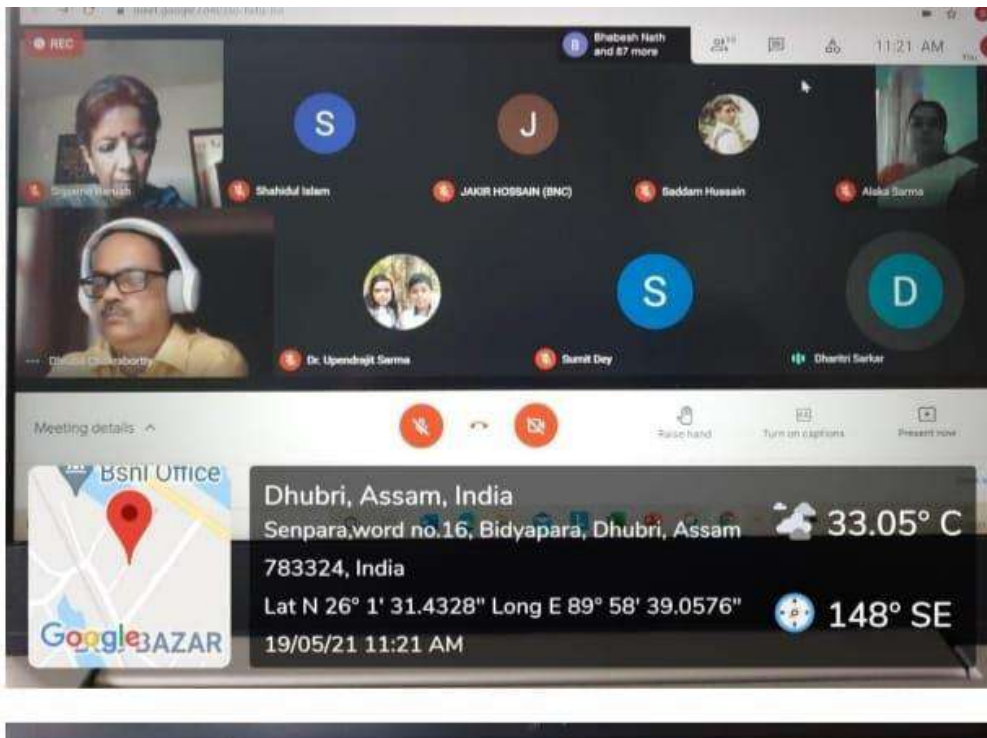 REC
B
Bhabesh Nath
and 87 more
11:21 AM
You
S
J
Shahidul Islam
JAKIR HOSSAIN (BNC)
Saddam Hussain
Alaka Sarma
S
D
Dr. Upendrajit Sarma
Sumit Dey
Dharitri Sarkar
Meeting details
Raise hand
Turn on captions
Present now
Bsnl Office
Google BAZAR
Dhubri, Assam, India
Senpara,word no.16, Bidyapara, Dhubri, Assam
783324, India
Lat N 26° 1' 31.4328" Long E 89° 58' 39.0576"
19/05/21 11:21 AM
33.05° C
148° SE